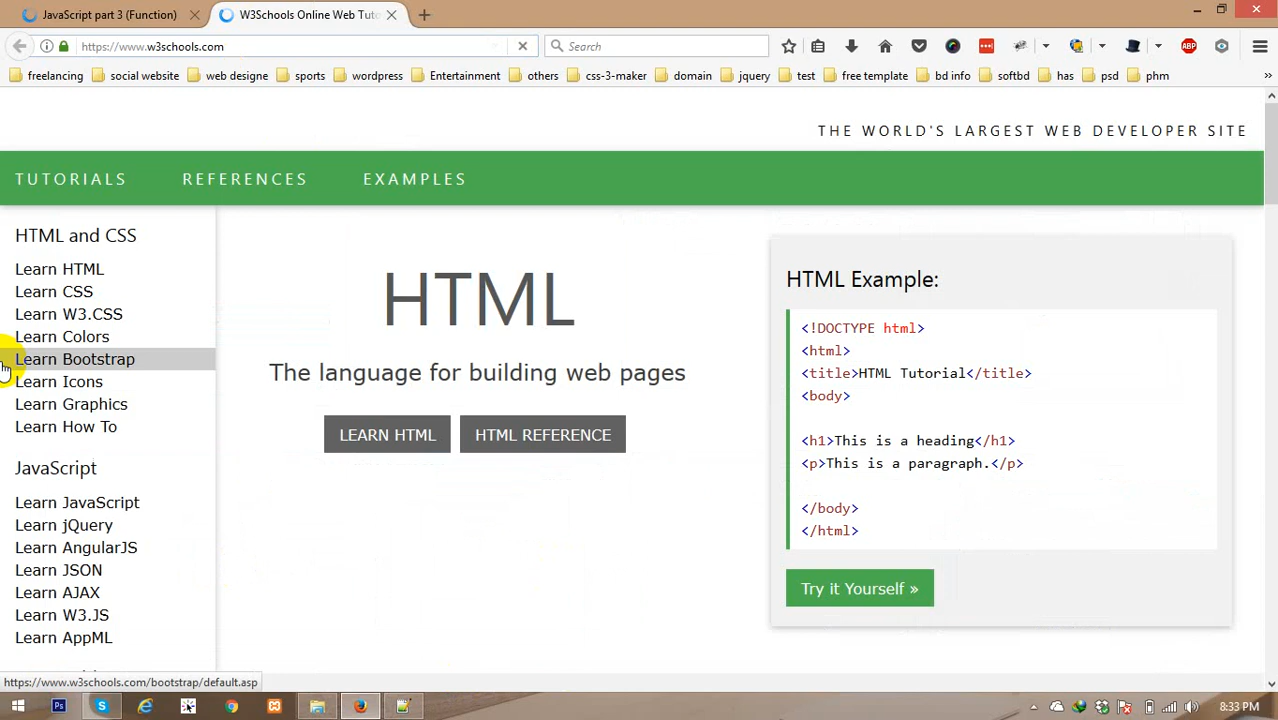 JavaScript part 3 (Function)
W3Schools Online Web Tuto
https://www.w3schools.com
Search
ABP
freelancing
social website
web designe
sports
wordpress
Entertainment
others
css-3-maker
domain
jquery
test
free template
bd info
softbd
has
psd
phm
THE WORLD'S LARGEST WEB DEVELOPER SITE
TUTORIALS
REFERENCES
EXAMPLES
HTML and CSS
Learn HTML
Learn CSS
Learn W3.CSS
Learn Colors
Learn Bootstrap
Learn Icons
Learn Graphics
Learn How To
JavaScript
Learn JavaScript
Learn jQuery
Learn AngularJS
Learn JSON
Learn AJAX
Learn W3.JS
Learn AppML
HTML
The language for building web pages
LEARN HTML
HTML REFERENCE
HTML Example:
<!DOCTYPE html>
<html>
<title>HTML Tutorial</title>
<body>
<h1>This is a heading</h1>
<p>This is a paragraph.</p>
</body>
</html>
Try it Yourself »
https://www.w3schools.com/bootstrap/default.asp
Ps
8:33 PM